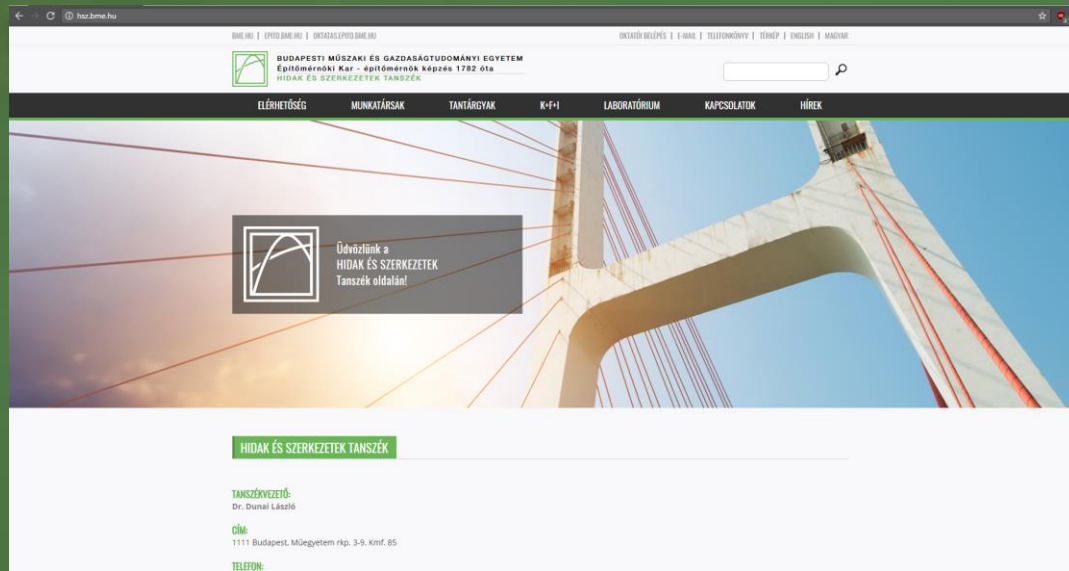 hsz.bme.hu
BME.HU | EPITO.BME.HU | OKTATAS.EPITO.BME.HU
OKTATÓI BELÉPÉS | E-MAIL | TELEFONKÖNYV | TÉRKÉP | ENGLISH | MAGYAR
BUDAPESTI MŰSZAKI ÉS GAZDASÁGTUDOMÁNYI EGYETEM
Építőmérnöki Kar - építőmérnök képzés 1782 óta
HIDAK ÉS SZERKEZETEK TANSZÉK
ELÉRHETŐSÉG MUNKATÁRSAK TANTÁRGYAK K+F+I LABORATÓRIUM KAPCSOLATOK HÍREK
Üdvözlünk a
HIDAK ÉS SZERKEZETEK
Tanszék oldalán!
HIDAK ÉS SZERKEZETEK TANSZÉK
TANSZÉKVEZETŐ:
Dr. Dunai László
CÍM:
1111 Budapest, Műegyetem rkp. 3-9. Kmf. 85
TELEFON: